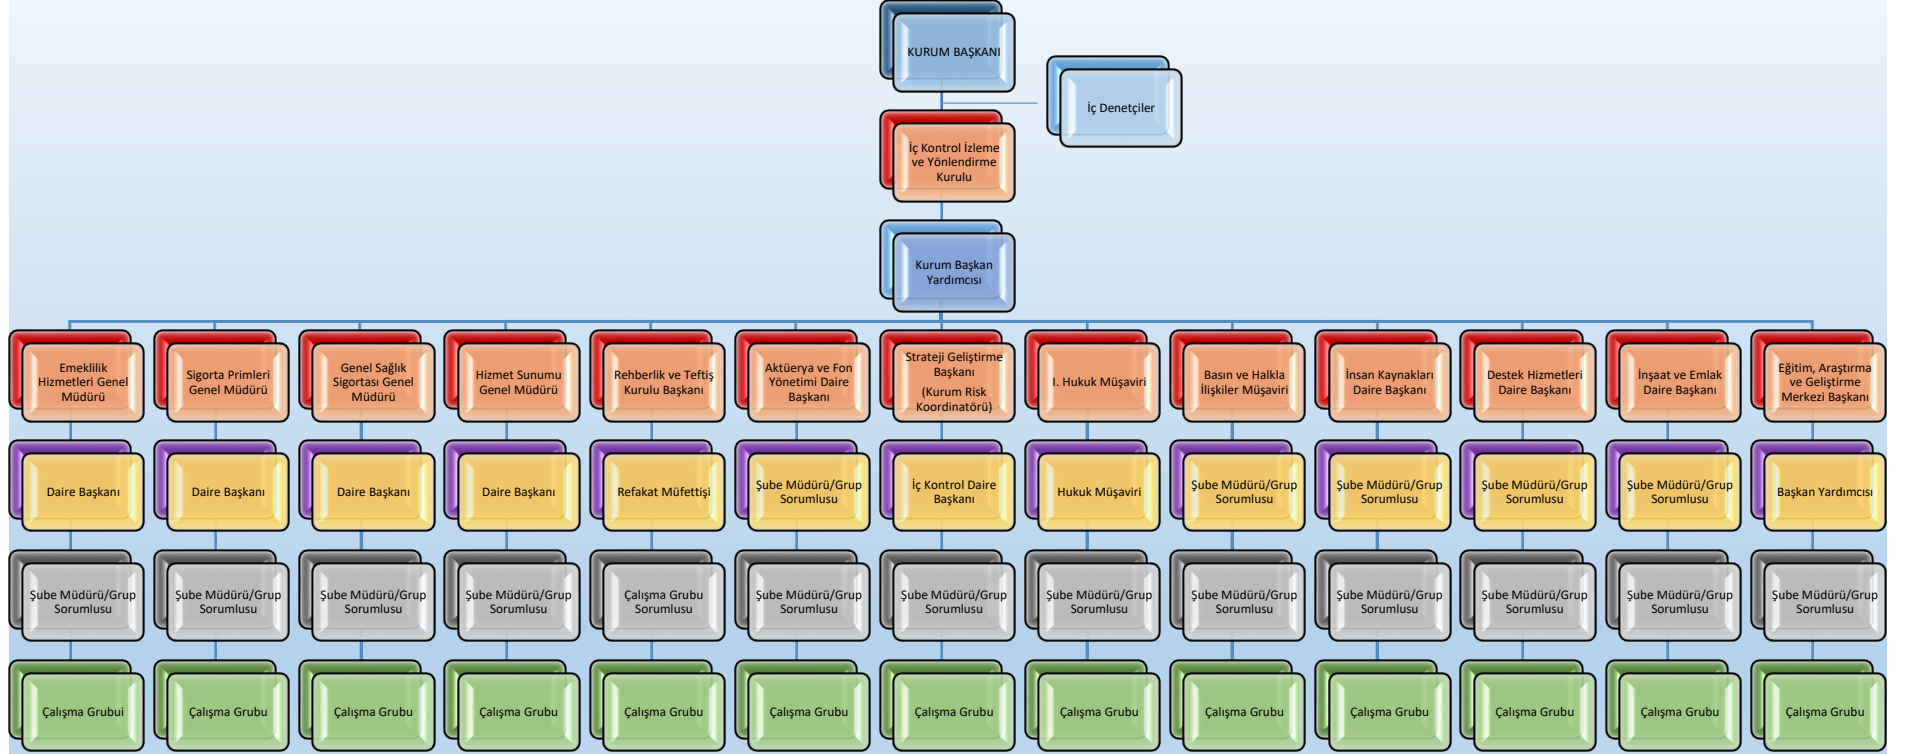 KURUM BAŞKANI
İç Denetçiler
İç Kontrol İzleme
ve Yönlendirme
Kurulu
Kurum Başkan
Yardımcısı
Emeklilik
Hizmetleri Genel
Müdürü
Sigorta Primleri
Genel Müdürü
Genel Sağlık
Sigortası Genel
Müdürü
Hizmet Sunumu
Genel Müdürü
Rehberlik ve Teftiş
Kurulu Başkanı
Aktüerya ve Fon
Yönetimi Daire
Başkanı
Strateji Geliştirme
Başkanı
(Kurum Risk
Koordinatörü)
I. Hukuk Müşaviri
Basın ve Halkla
İlişkiler Müşaviri
İnsan Kaynakları
Daire Başkanı
Destek Hizmetleri
Daire Başkanı
İnşaat ve Emlak
Daire Başkanı
Eğitim, Araştırma
ve Geliştirme
Merkezi Başkanı
Daire Başkanı
Daire Başkanı
Daire Başkanı
Daire Başkanı
Refakat Müfettişi
Şube Müdürü/Grup
Sorumlusu
İç Kontrol Daire
Başkanı
Hukuk Müşaviri
Şube Müdürü/Grup
Sorumlusu
Şube Müdürü/Grup
Sorumlusu
Şube Müdürü/Grup
Sorumlusu
Şube Müdürü/Grup
Sorumlusu
Başkan Yardımcısı
Şube Müdürü/Grup
Sorumlusu
Şube Müdürü/Grup
Sorumlusu
Şube Müdürü/Grup
Sorumlusu
Şube Müdürü/Grup
Sorumlusu
Çalışma Grubu
Sorumlusu
Şube Müdürü/Grup
Sorumlusu
Şube Müdürü/Grup
Sorumlusu
Şube Müdürü/Grup
Sorumlusu
Şube Müdürü/Grup
Sorumlusu
Şube Müdürü/Grup
Sorumlusu
Şube Müdürü/Grup
Sorumlusu
Şube Müdürü/Grup
Sorumlusu
Şube Müdürü/Grup
Sorumlusu
Çalışma Grubui
Çalışma Grubu
Çalışma Grubu
Çalışma Grubu
Çalışma Grubu
Çalışma Grubu
Çalışma Grubu
Çalışma Grubu
Çalışma Grubu
Çalışma Grubu
Çalışma Grubu
Çalışma Grubu
Çalışma Grubu